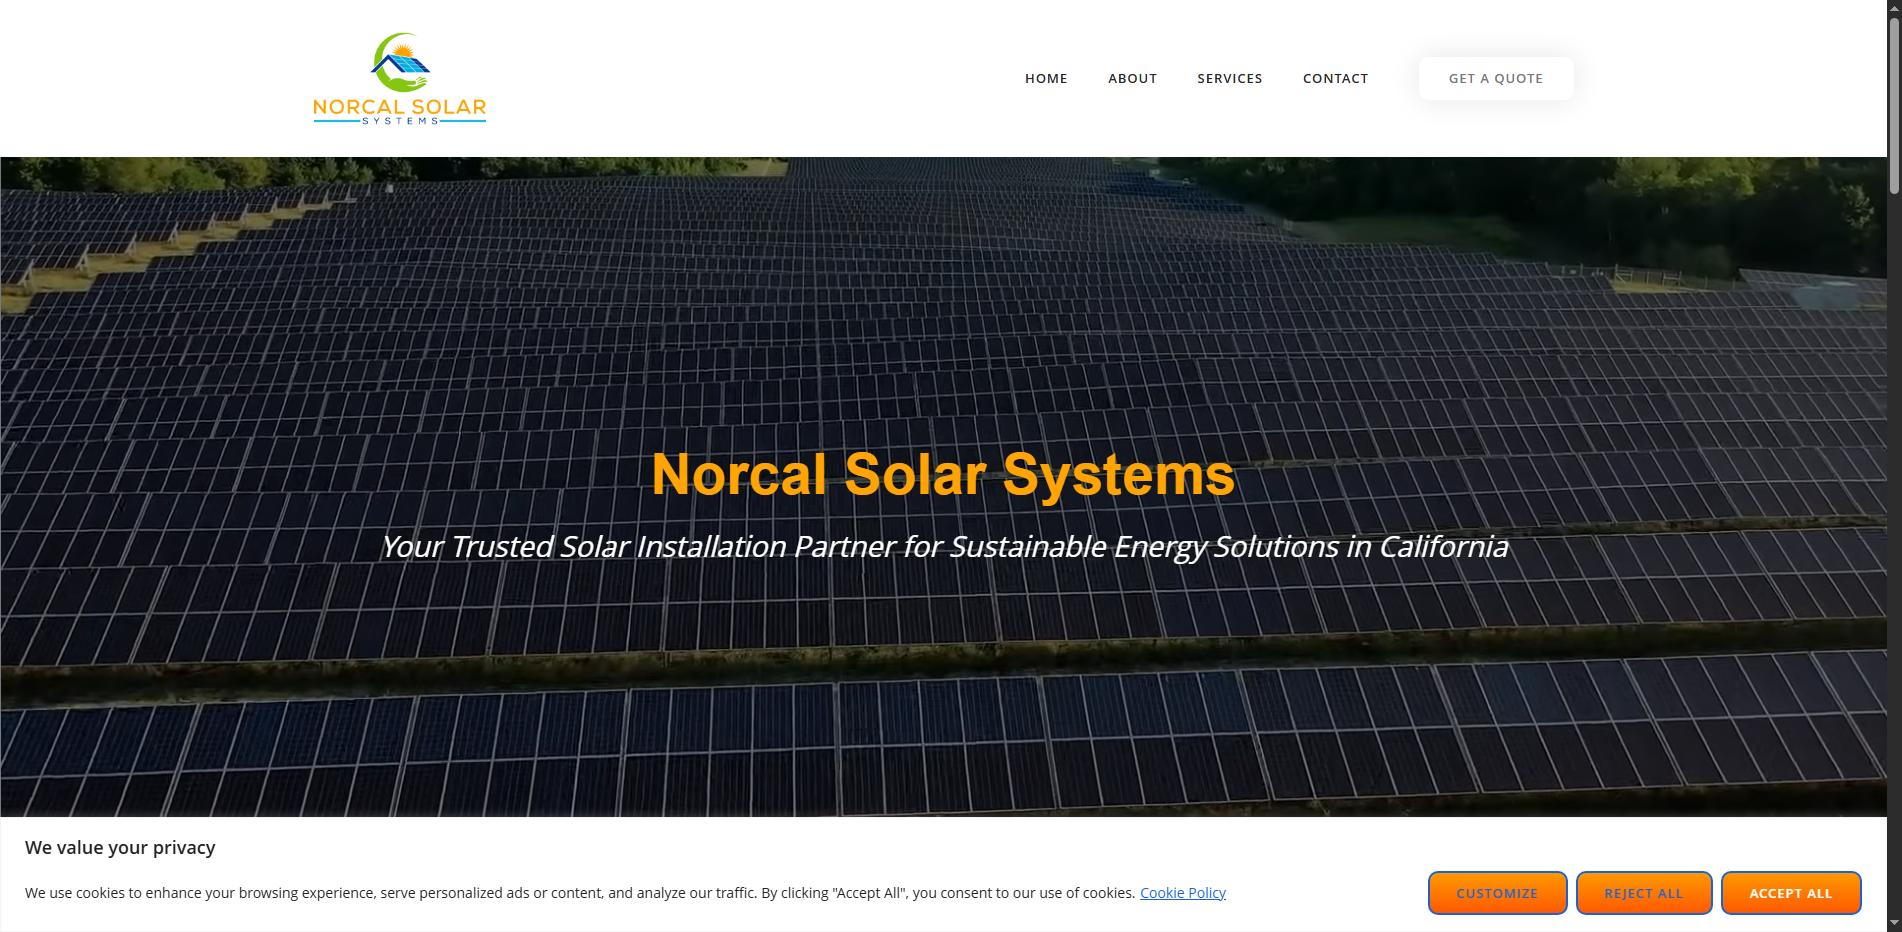 NORCAL SOLAR
SYSTEMS
HOME ABOUT SERVICES CONTACT GET A QUOTE
Norcal Solar Systems
Your Trusted Solar Installation Partner for Sustainable Energy Solutions in California
We value your privacy
We use cookies to enhance your browsing experience, serve personalized ads or content, and analyze our traffic. By clicking "Accept All", you consent to our use of cookies. Cookie Policy
CUSTOMIZE REJECT ALL ACCEPT ALL